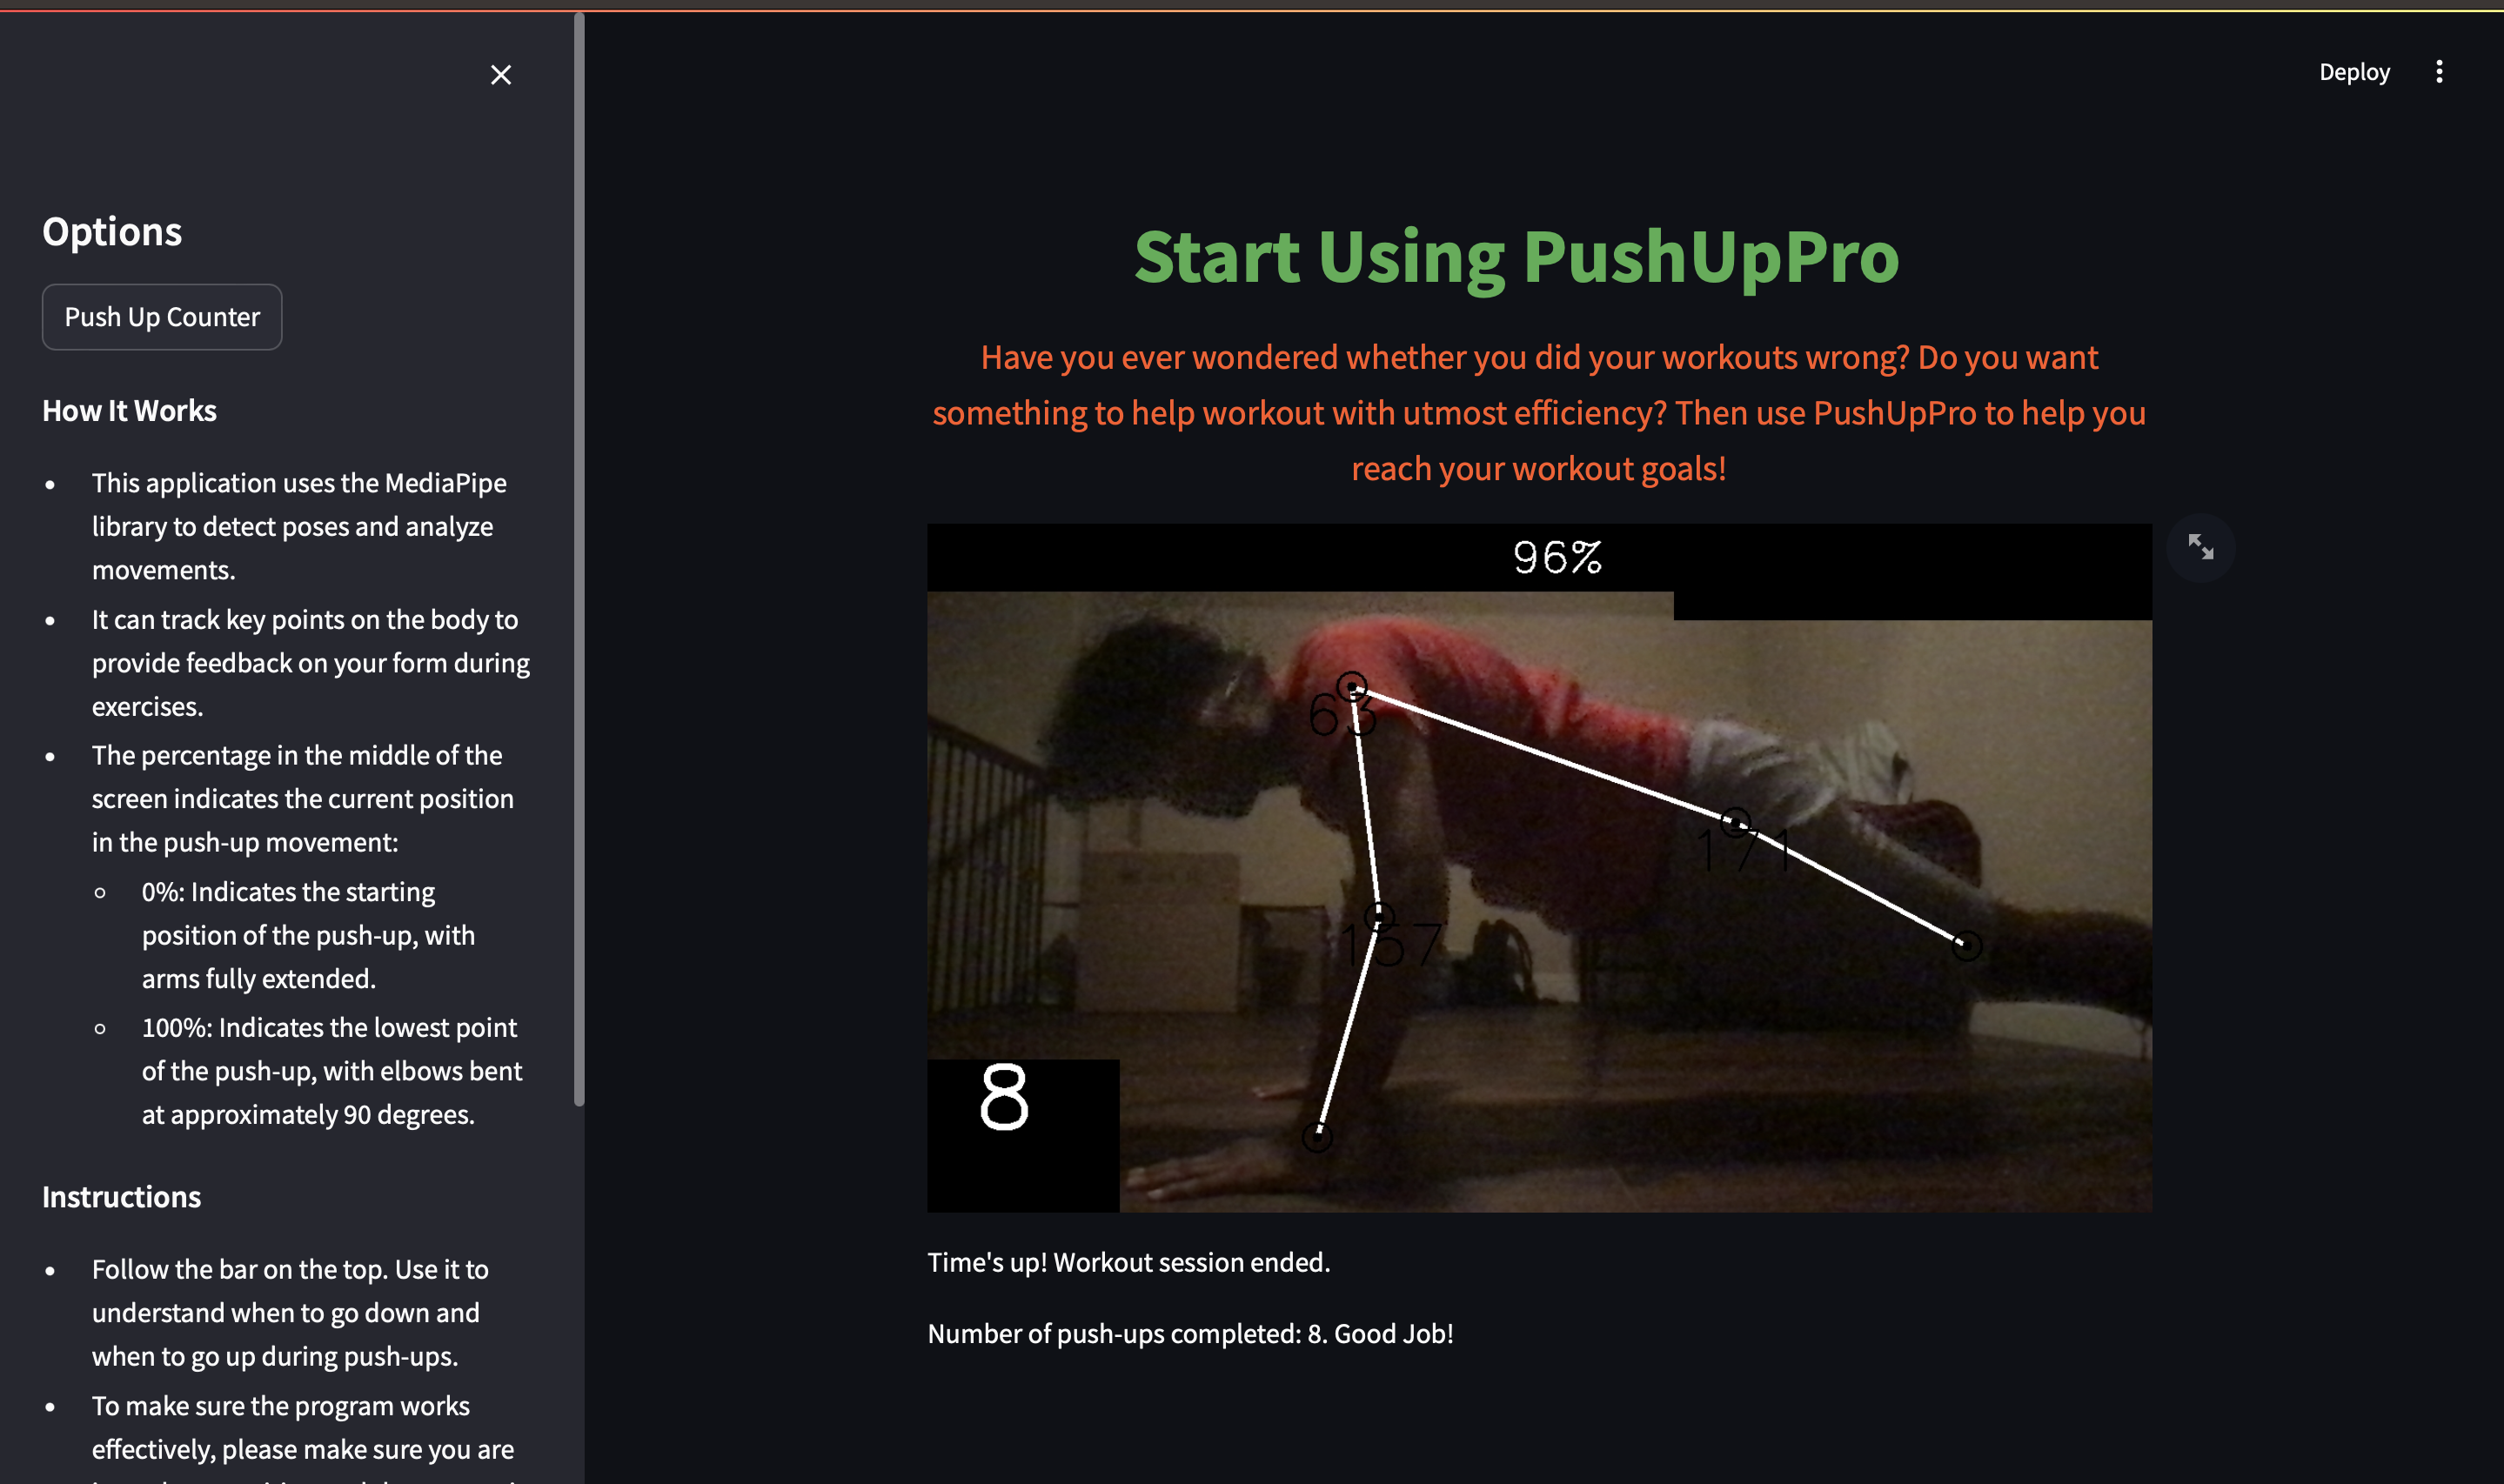 Deploy
Options
Push Up Counter
How It Works
This application uses the MediaPipe
library to detect poses and analyze
movements.
It can track key points on the body to
provide feedback on your form during
exercises.
The percentage in the middle of the
screen indicates the current position
in the push-up movement:
0%: Indicates the starting
position of the push-up, with
arms fully extended.
100%: Indicates the lowest point
of the push-up, with elbows bent
at approximately 90 degrees.
Instructions
Follow the bar on the top. Use it to
understand when to go down and
when to go up during push-ups.
To make sure the program works
effectively, please make sure you are
Start Using PushUpPro
Have you ever wondered whether you did your workouts wrong? Do you want
something to help workout with utmost efficiency? Then use PushUpPro to help you
reach your workout goals!
96%
63
171
157
8
Time's up! Workout session ended.
Number of push-ups completed: 8. Good Job!